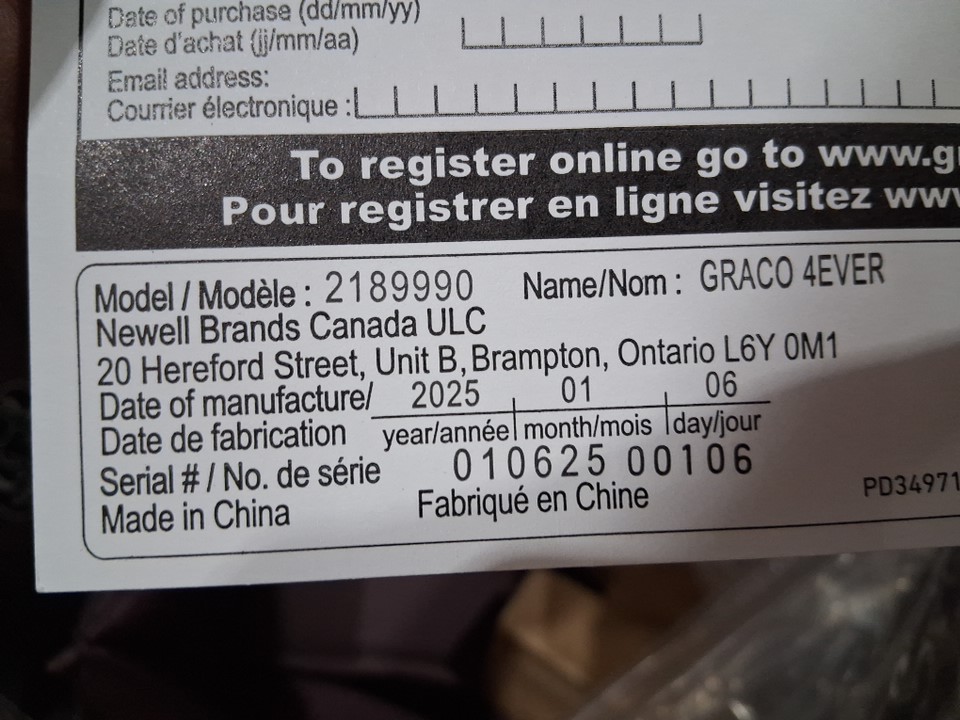 Date of purchase (dd/mm/yy)
Date d'achat (jj/mm/aa)
Email address:
Courrier électronique :
To register online go to www.g
Pour registrer en ligne visitez www
Model / Modèle : 2189990 Name/Nom : GRACO 4EVER
Newell Brands Canada ULC
20 Hereford Street, Unit B, Brampton, Ontario L6Y 0M1
Date of manufacture/ 2025 01 06
Date de fabrication year/année month/mois day/jour
Serial # / No. de série 010625 00106
Made in China Fabriqué en Chine
PD34971